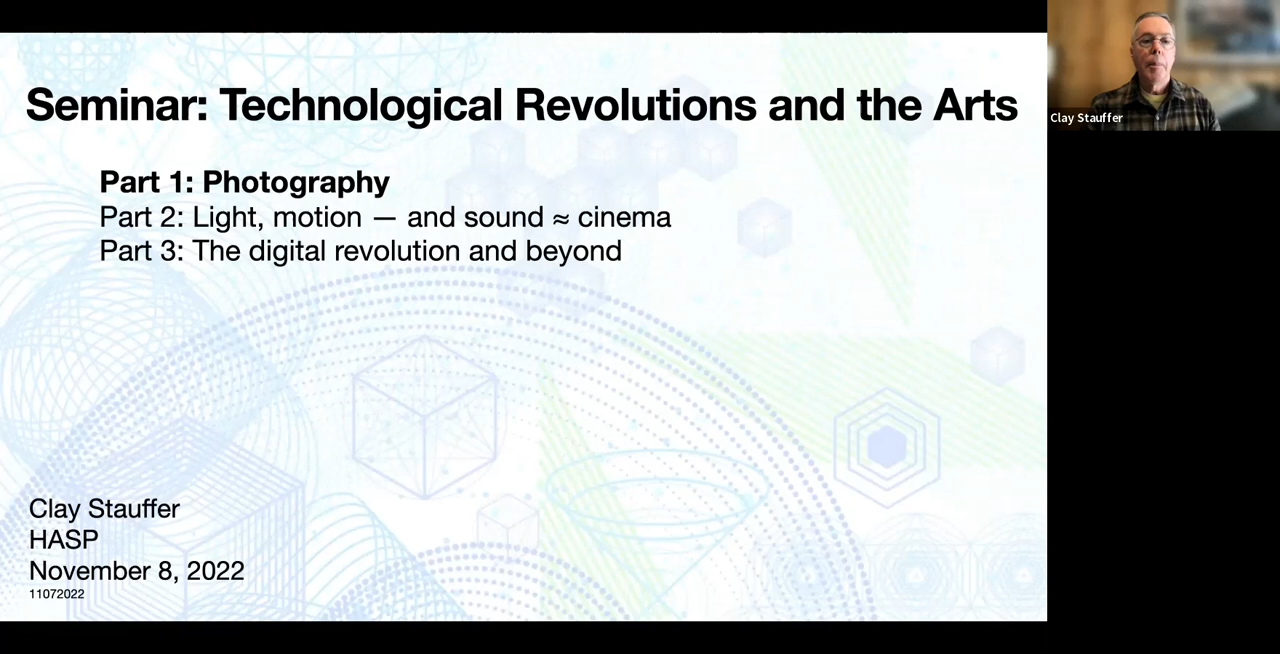 Seminar: Technological Revolutions and the Arts
Part 1: Photography
Part 2: Light, motion — and sound ≈ cinema
Part 3: The digital revolution and beyond
Clay Stauffer
HASP
November 8, 2022
11072022
Clay Stauffer